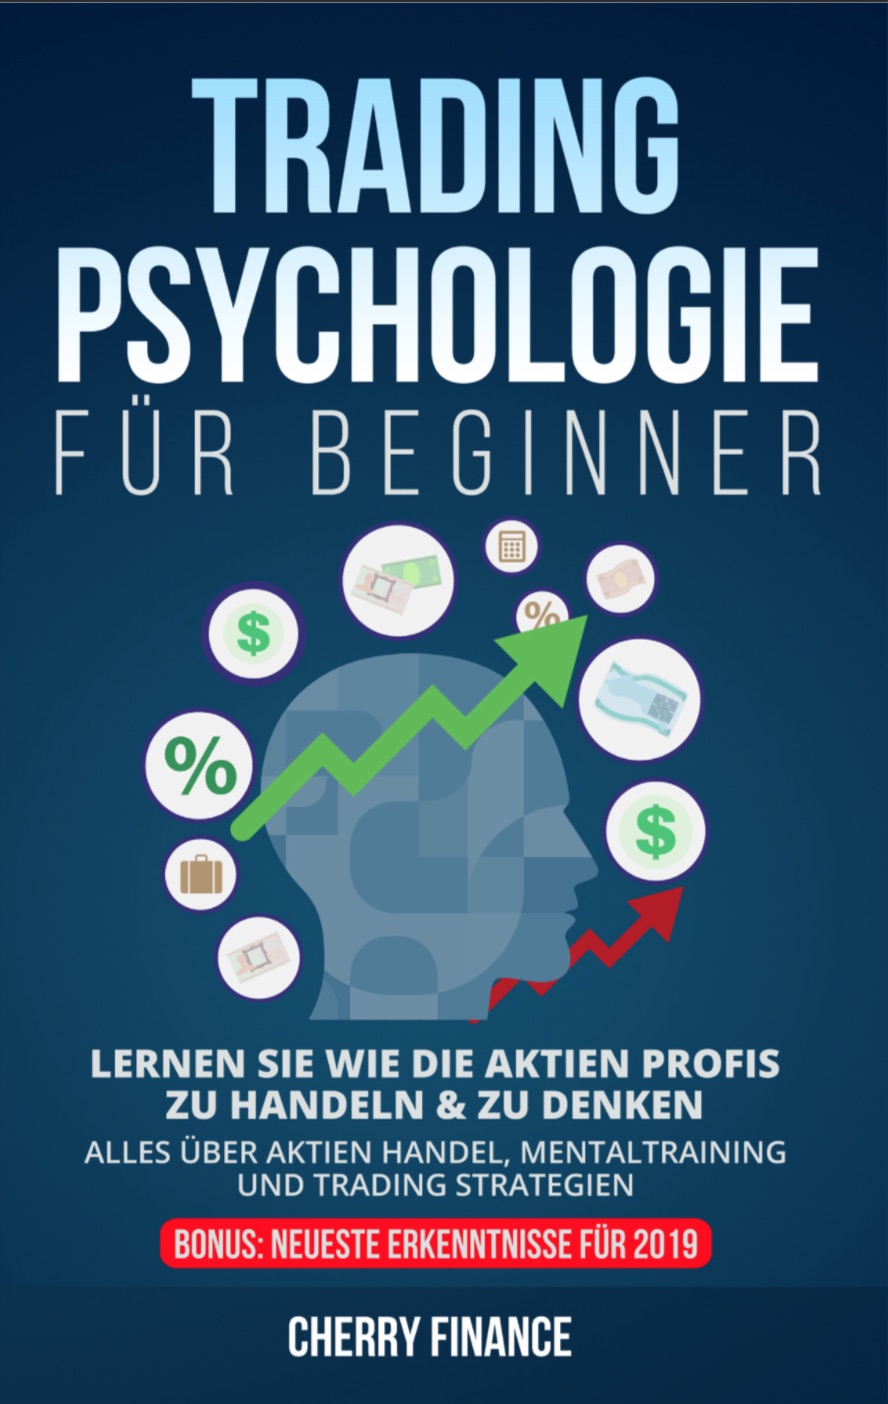 TRADING
PSYCHOLOGIE
FÜR BEGINNER
$
%
%
$
LERNEN SIE WIE DIE AKTIEN PROFIS
ZU HANDELN & ZU DENKEN
ALLES ÜBER AKTIEN HANDEL, MENTALTRAINING
UND TRADING STRATEGIEN
BONUS: NEUESTE ERKENNTNISSE FÜR 2019
CHERRY FINANCE